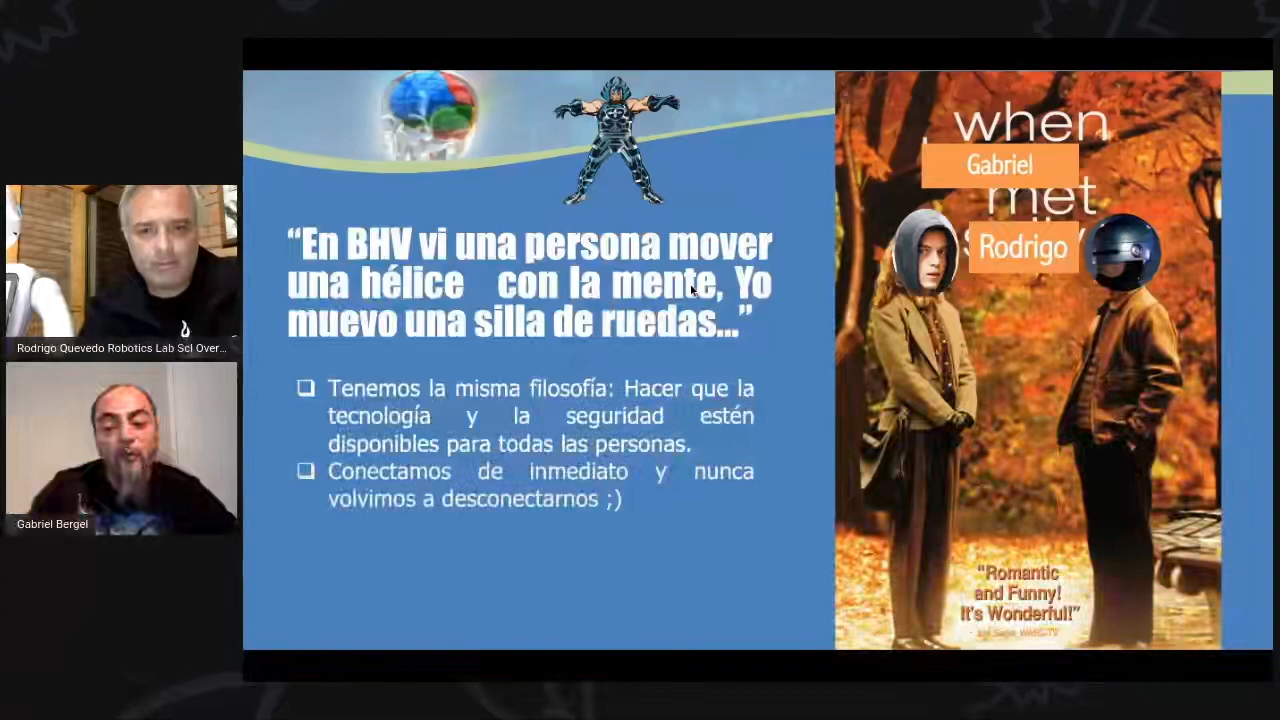 Rodrigo Quevedo Robotics Lab Scl Over...
Gabriel Bergel
“En BHV vi una persona mover
una hélice con la mente, Yo
muevo una silla de ruedas...”
❑ Tenemos la misma filosofía: Hacer que la
tecnología y la seguridad estén
disponibles para todas las personas.
❑ Conectamos de inmediato y nunca
volvimos a desconectarnos ;)
when
Gabriel
met
Rodrigo
“Romantic
and Funny!
It's Wonderful!”